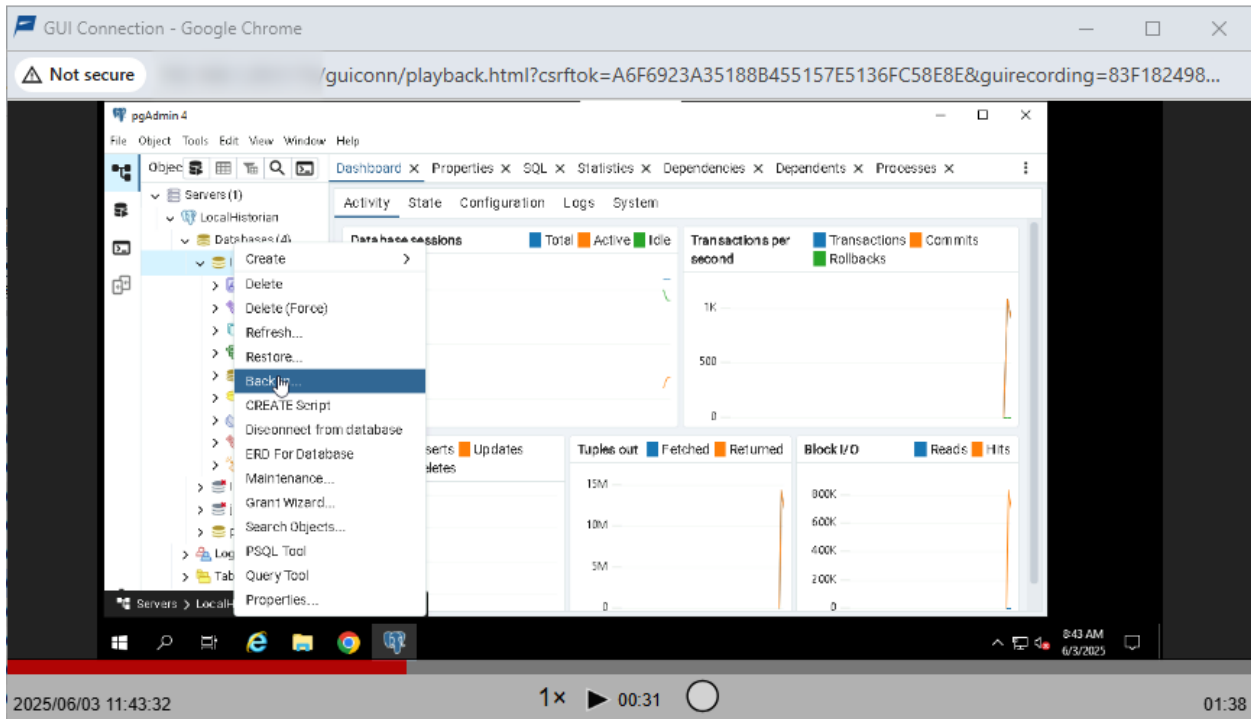 GUI Connection - Google Chrome
Not secure
/guiconn/playback.html?csrftok=A6F6923A35188B455157E5136FC58E8E&guirecording=83F182498...
pgAdmin 4
File Object Tools Edit View Window Help
Objec
Dashboard Properties SQL Statistics Dependencies Dependents Processes
Servers (1)
LocalHistorian
Databases (4)
Activity State Configuration Logs System
Database sessions
Total Active Idle
Transactions per second
Transactions Commits
Rollbacks
1K
500
0
Create
Delete
Delete (Force)
Refresh...
Restore...
CREATE Script
Disconnect from database
ERD For Database
Maintenance...
Grant Wizard...
Search Objects...
PSQL Tool
Query Tool
Properties...
Log
Tab
serts Updates
Tuples out
Fetched Returned
Block I/O
Reads Hits
15M
10M
5M
0
800K
600K
400K
200K
0
Servers > LocalH
8:43 AM
6/3/2025
2025/06/03 11:43:32
1×
00:31
01:38